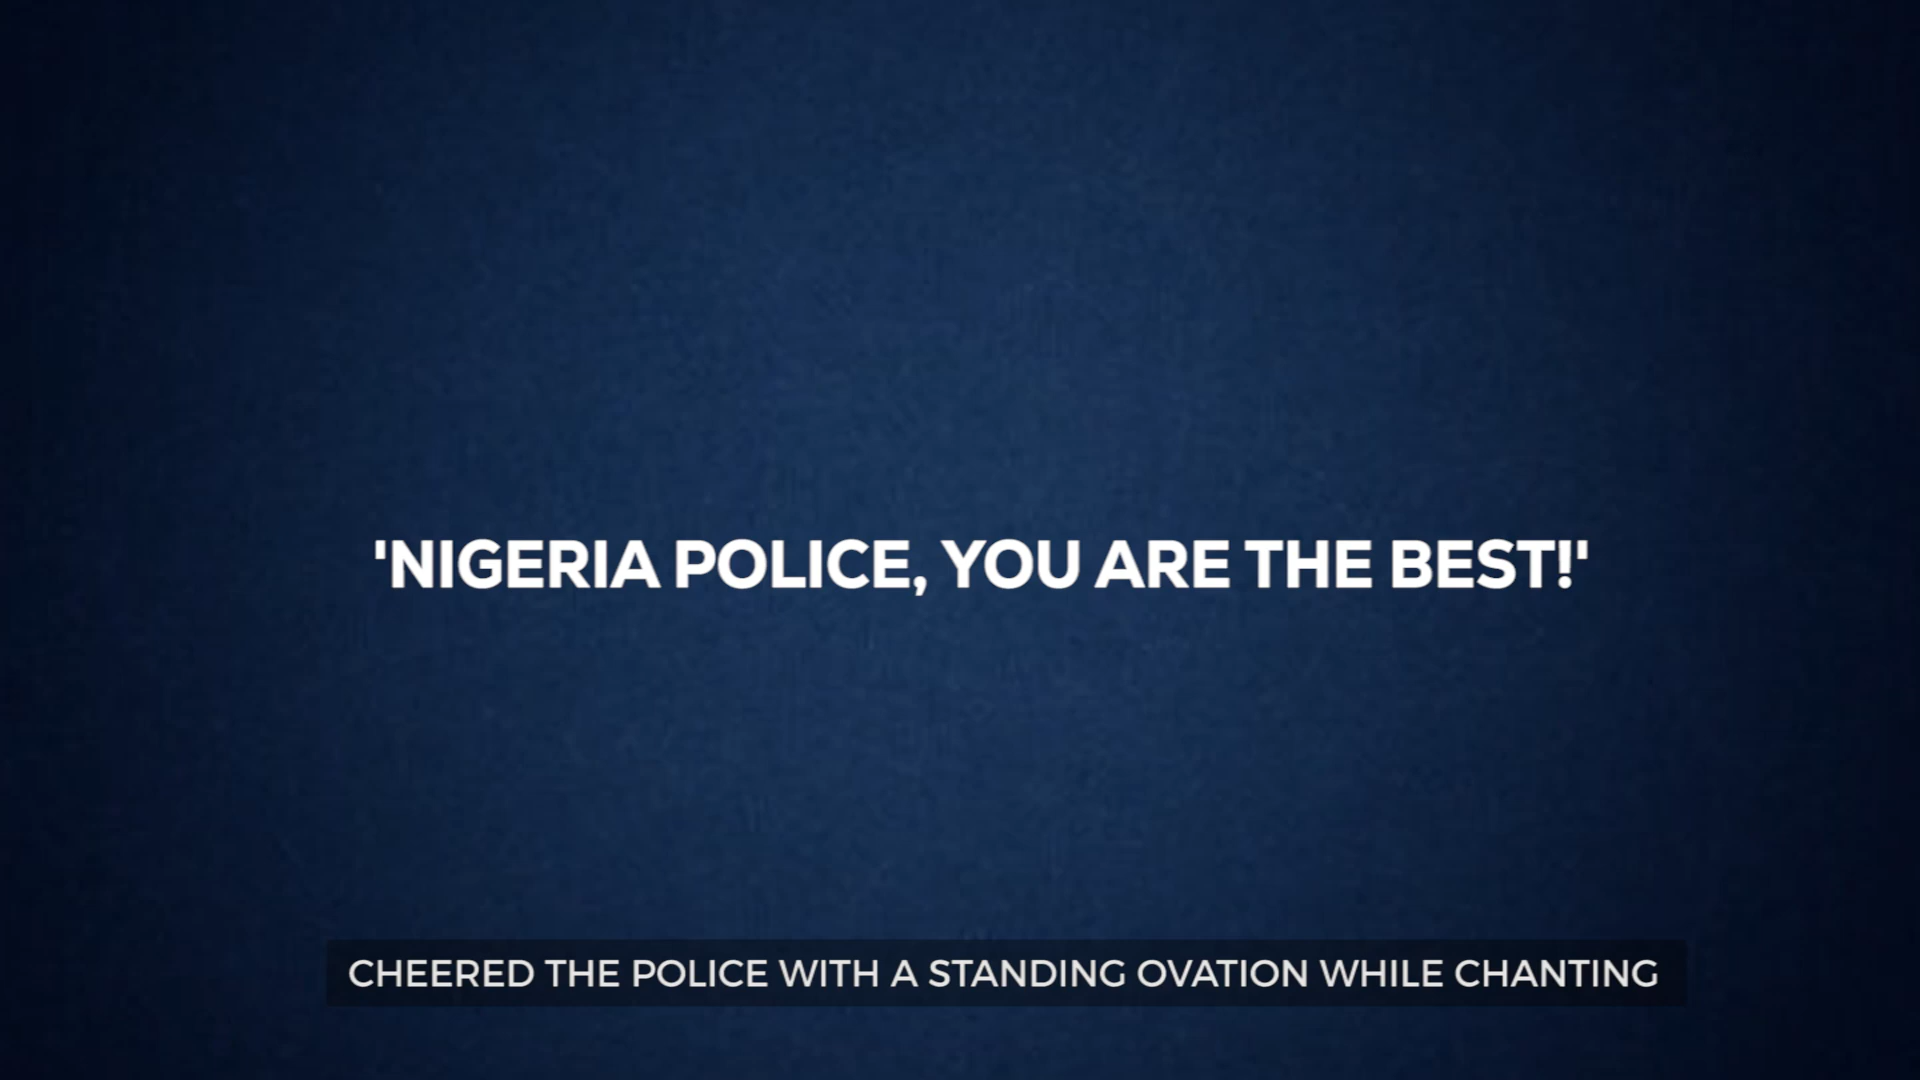 'NIGERIA POLICE, YOU ARE THE BEST!'
CHEERED THE POLICE WITH A STANDING OVATION WHILE CHANTING